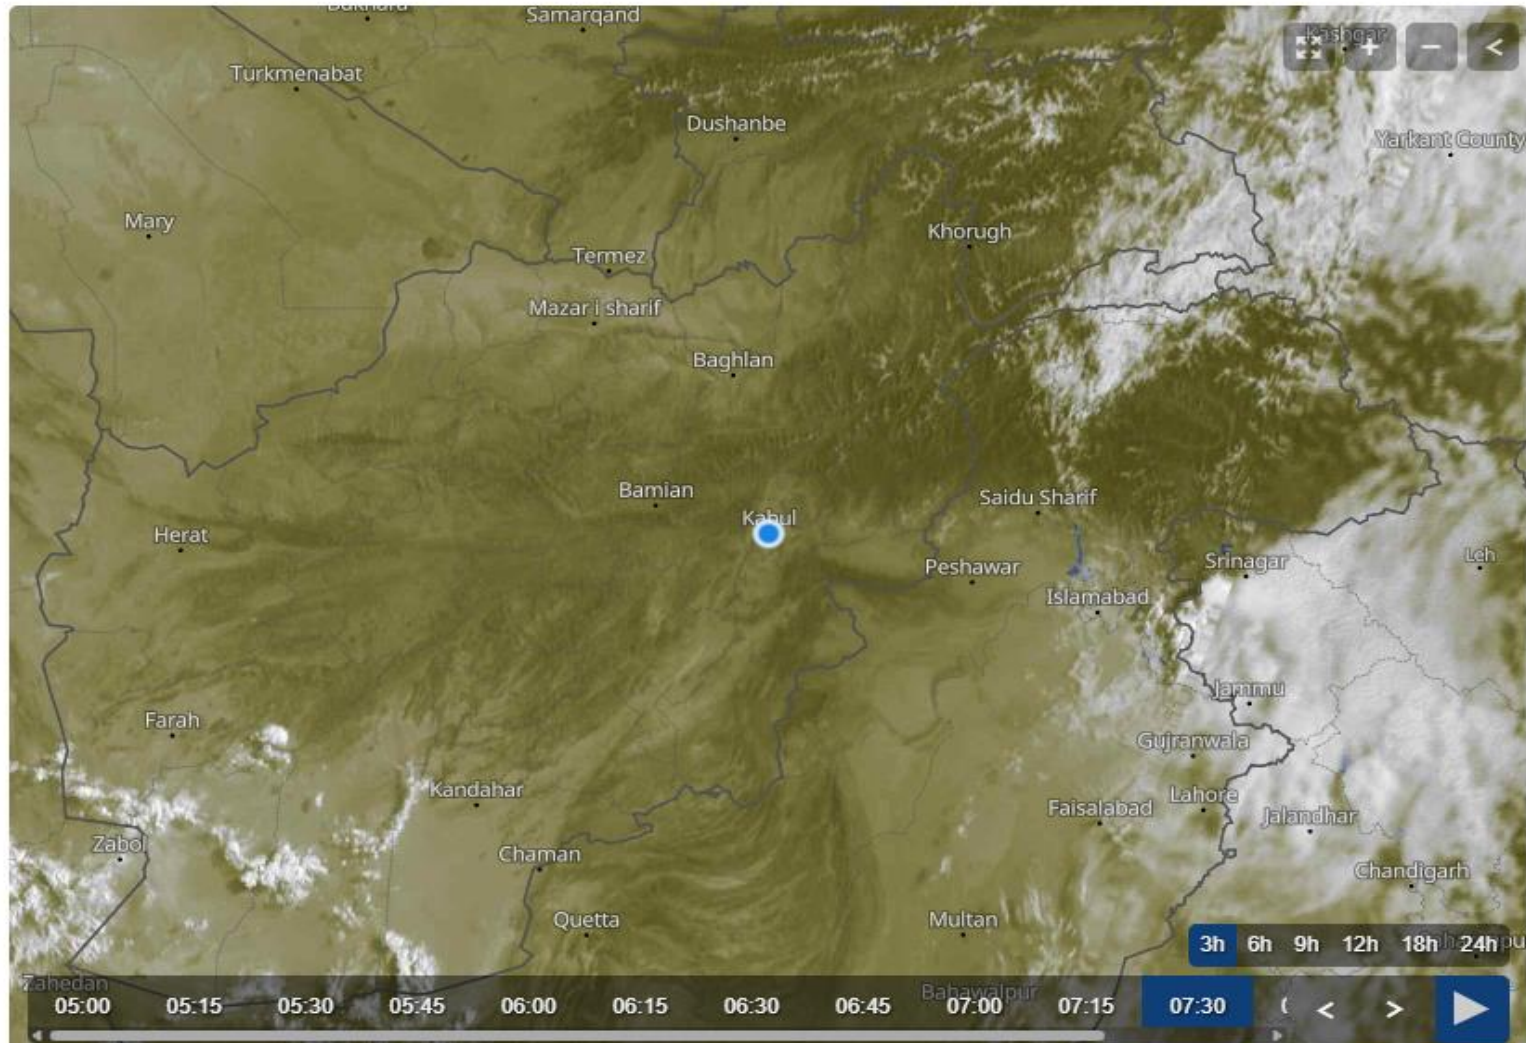 Samarqand
Kashgar
+ − <
Turkmenabat
Dushanbe
Yarkant County
Mary
Khorugh
Termez
Mazar i sharif
Baghlan
Bamian
Saidu Sharif
Kabul
Herat
Srinagar
Leh
Peshawar
Islamabad
Jammu
Farah
Gujranwala
Kandahar
Lahore
Faisalabad
Jalandhar
Zabol
Chaman
Chandigarh
Quetta
Multan
3h 6h 9h 12h 18h 24h
Zahedan
Bahawalpur
05:00 05:15 05:30 05:45 06:00 06:15 06:30 06:45 07:00 07:15 07:30 < >